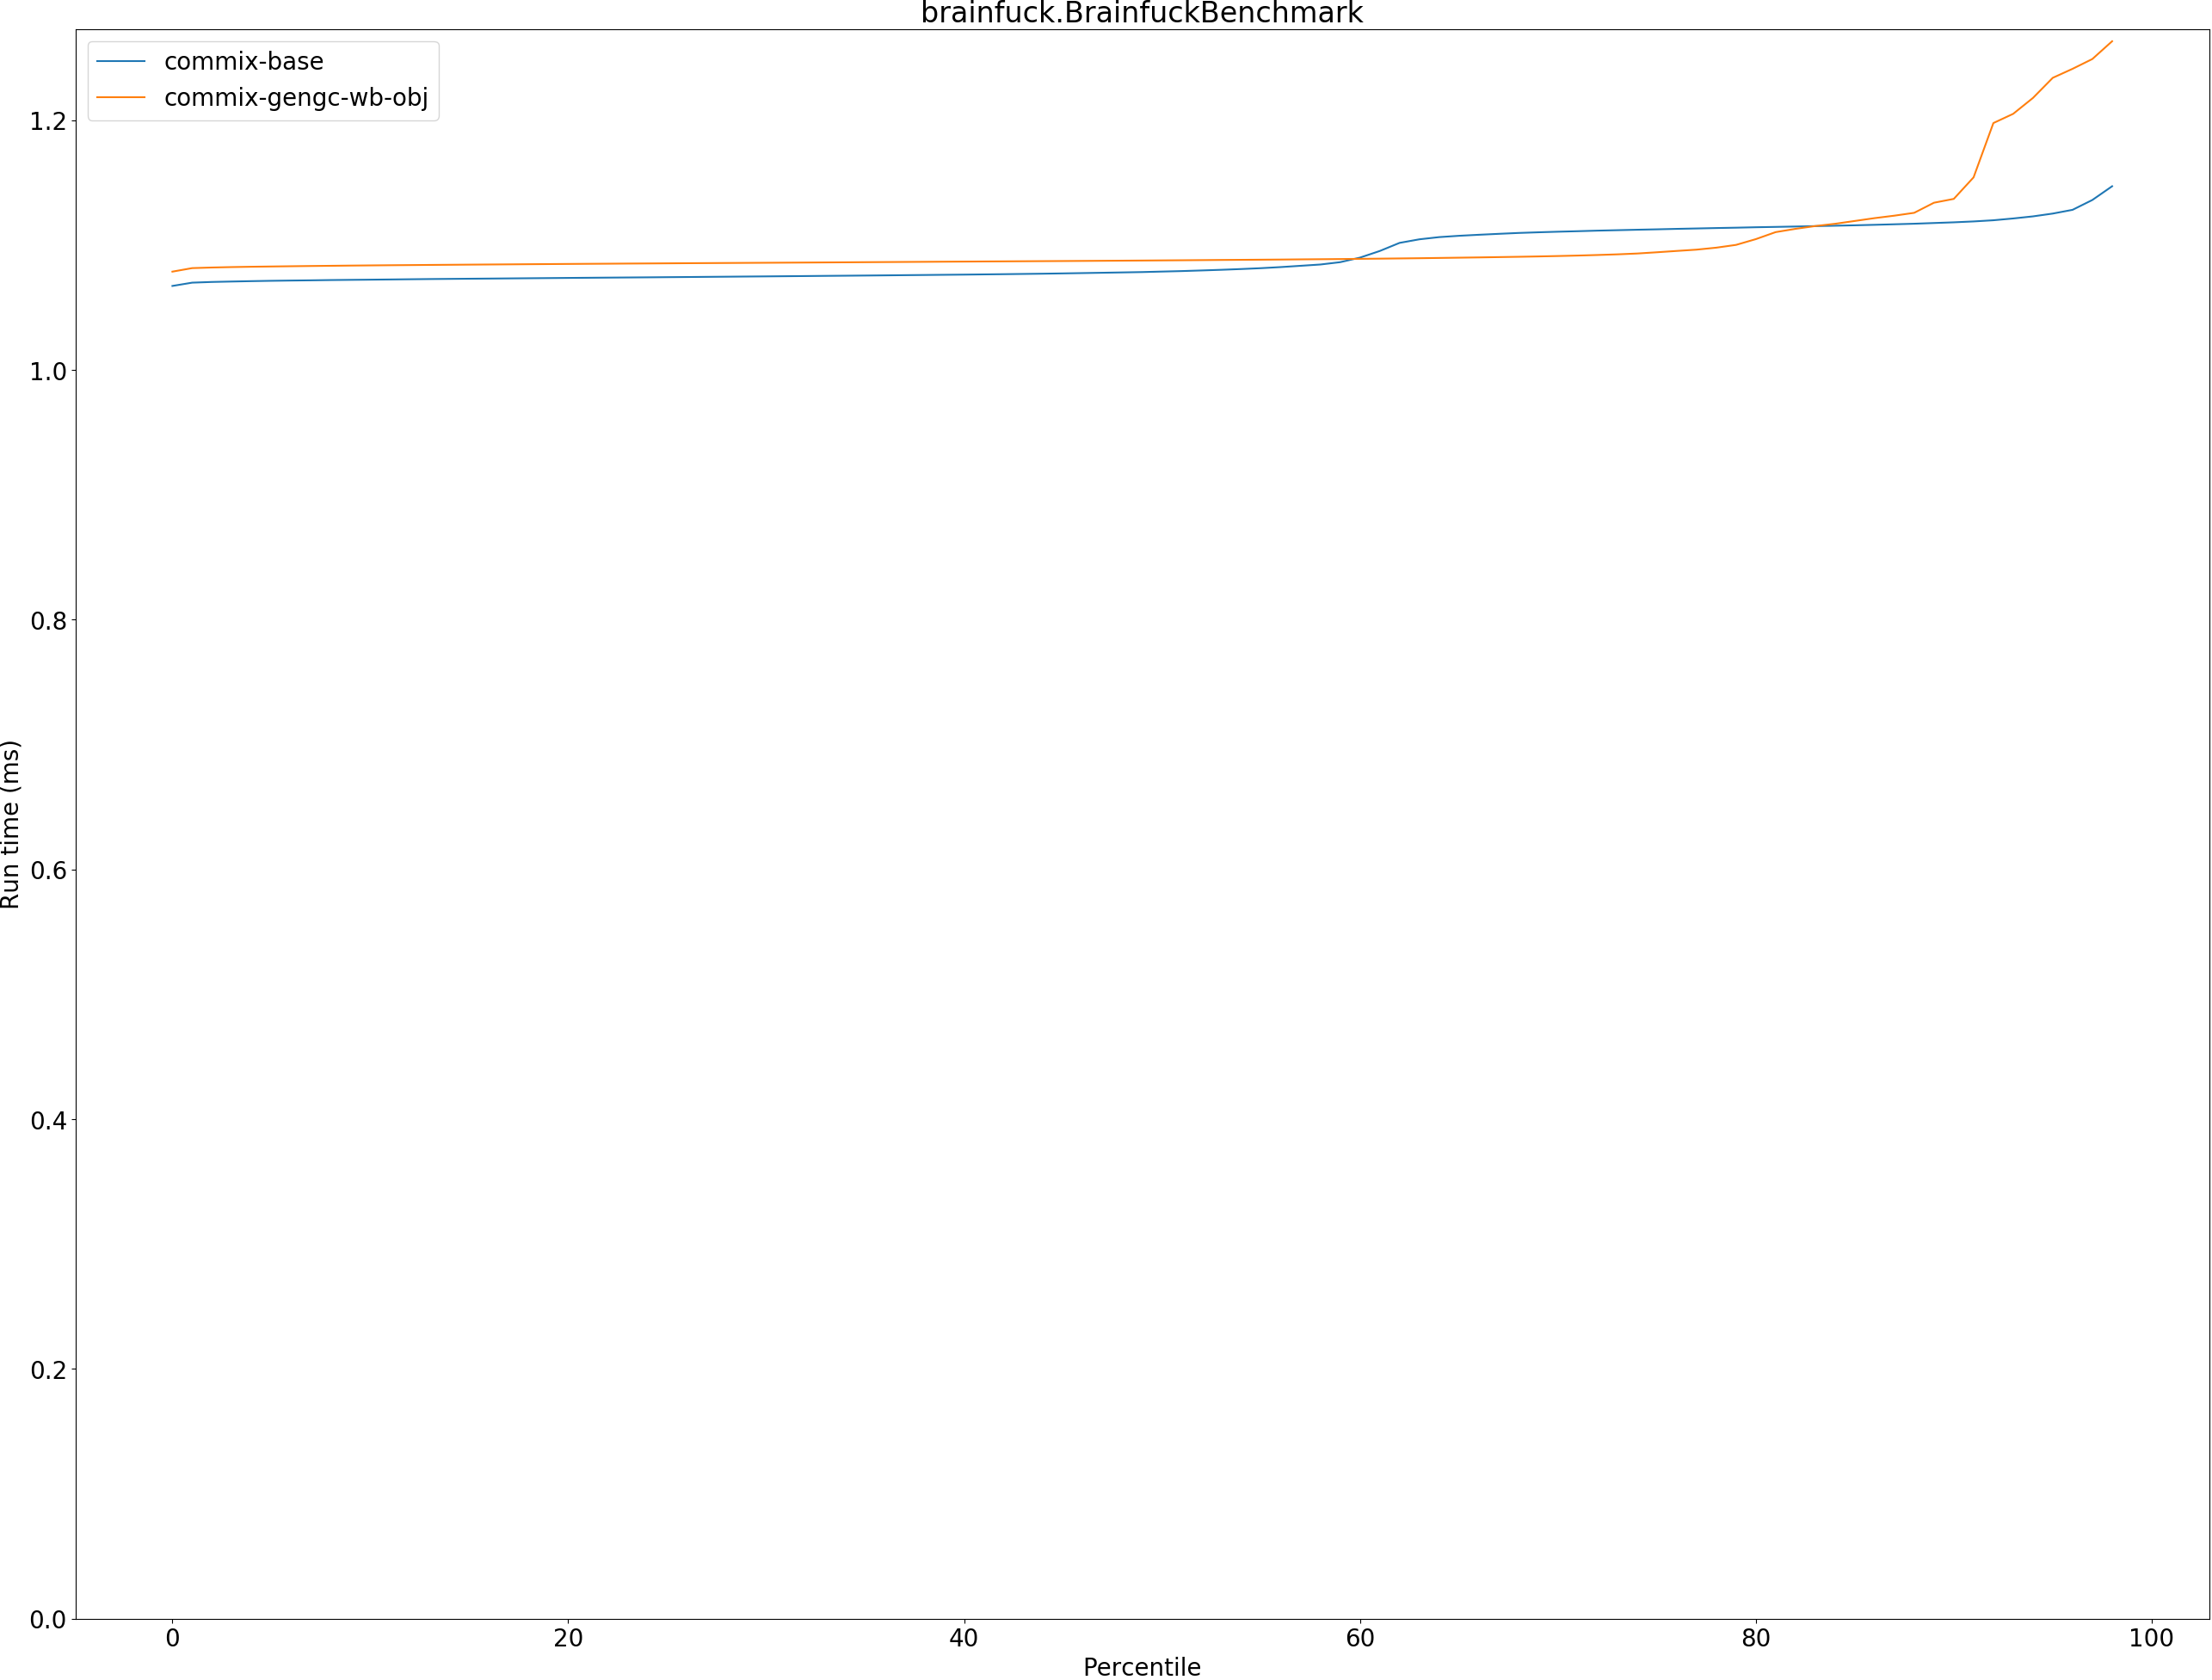 brainfuck.BrainfuckBenchmark
commix-base
commix-gengc-wb-obj
1.2
1.0
0.8
0.6
0.4
0.2
0.0
Run time (ms)
0 20 40 60 80 100
Percentile